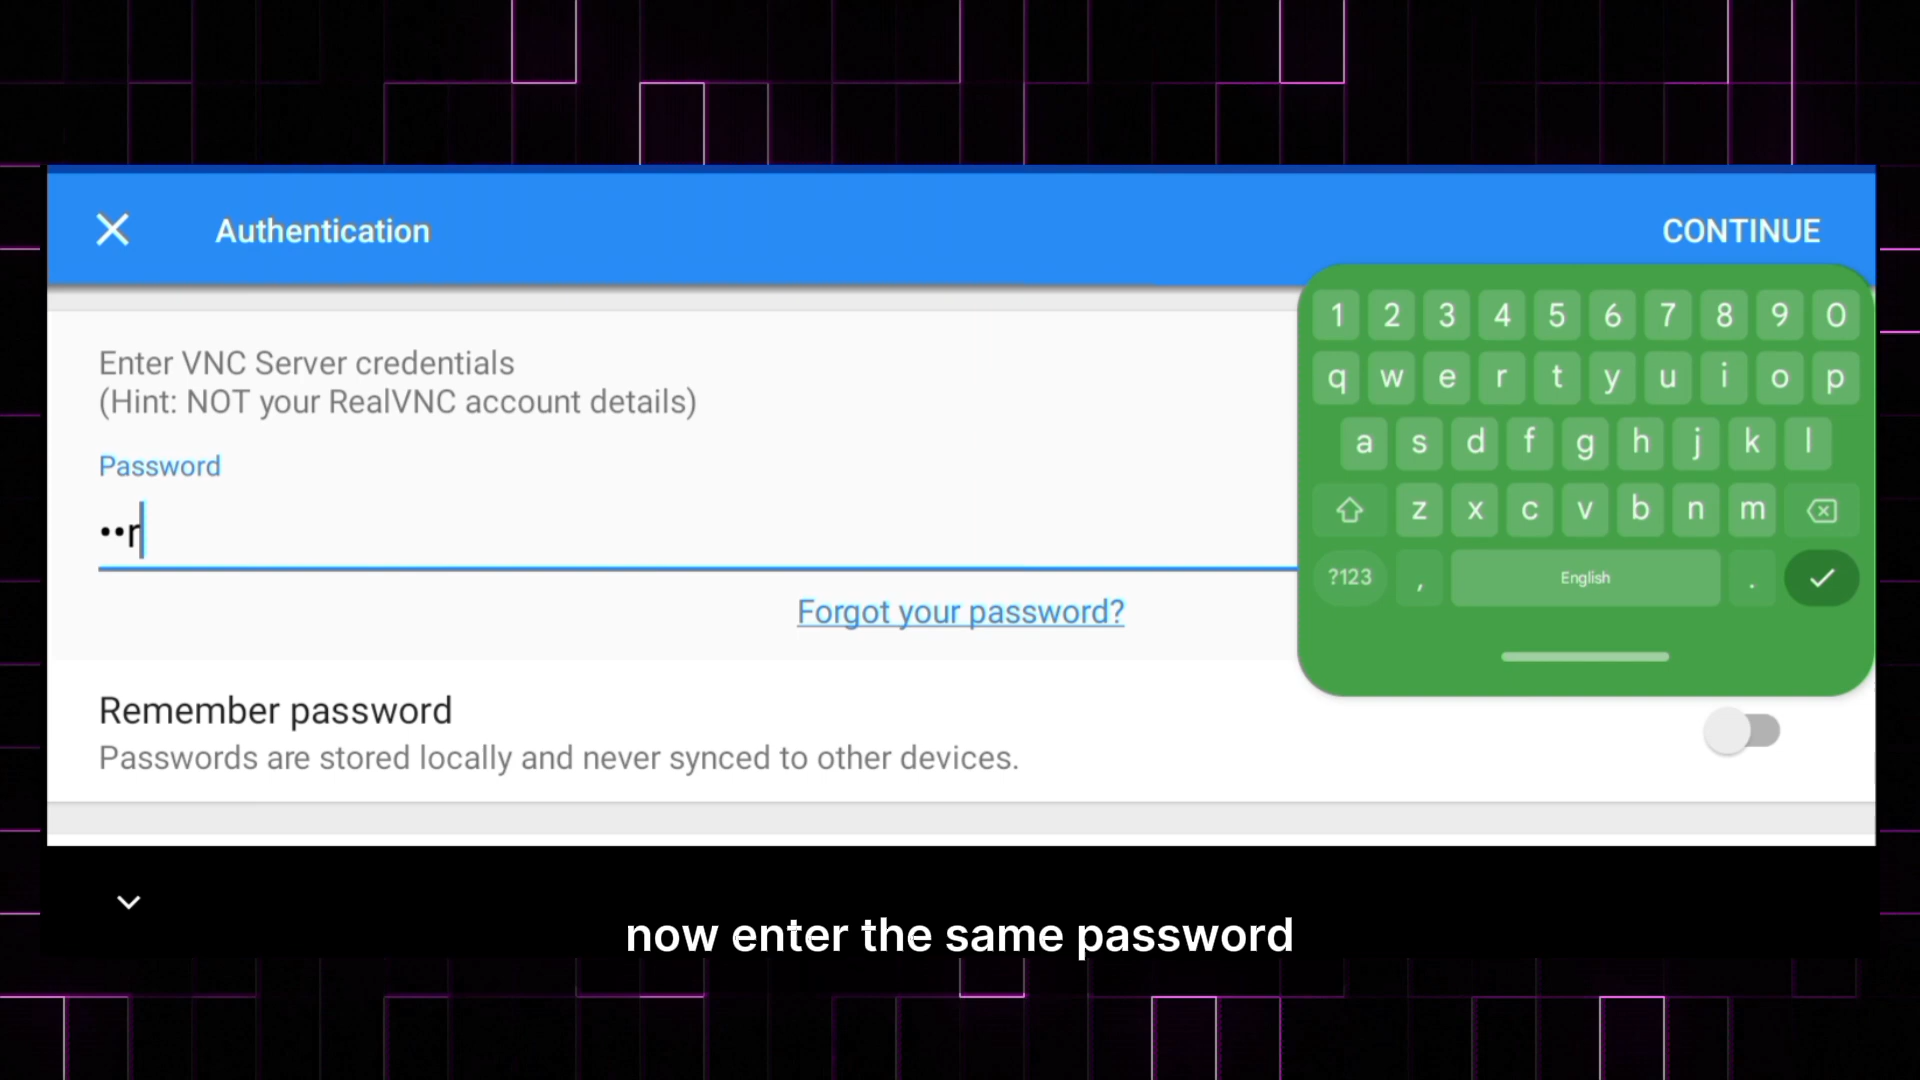 Authentication
CONTINUE
Enter VNC Server credentials
(Hint: NOT your RealVNC account details)
Password
••r
Forgot your password?
Remember password
Passwords are stored locally and never synced to other devices.
1 2 3 4 5 6 7 8 9 0
q w e r t y u i o p
a s d f g h j k l
z x c v b n m
?123 , English .
now enter the same password